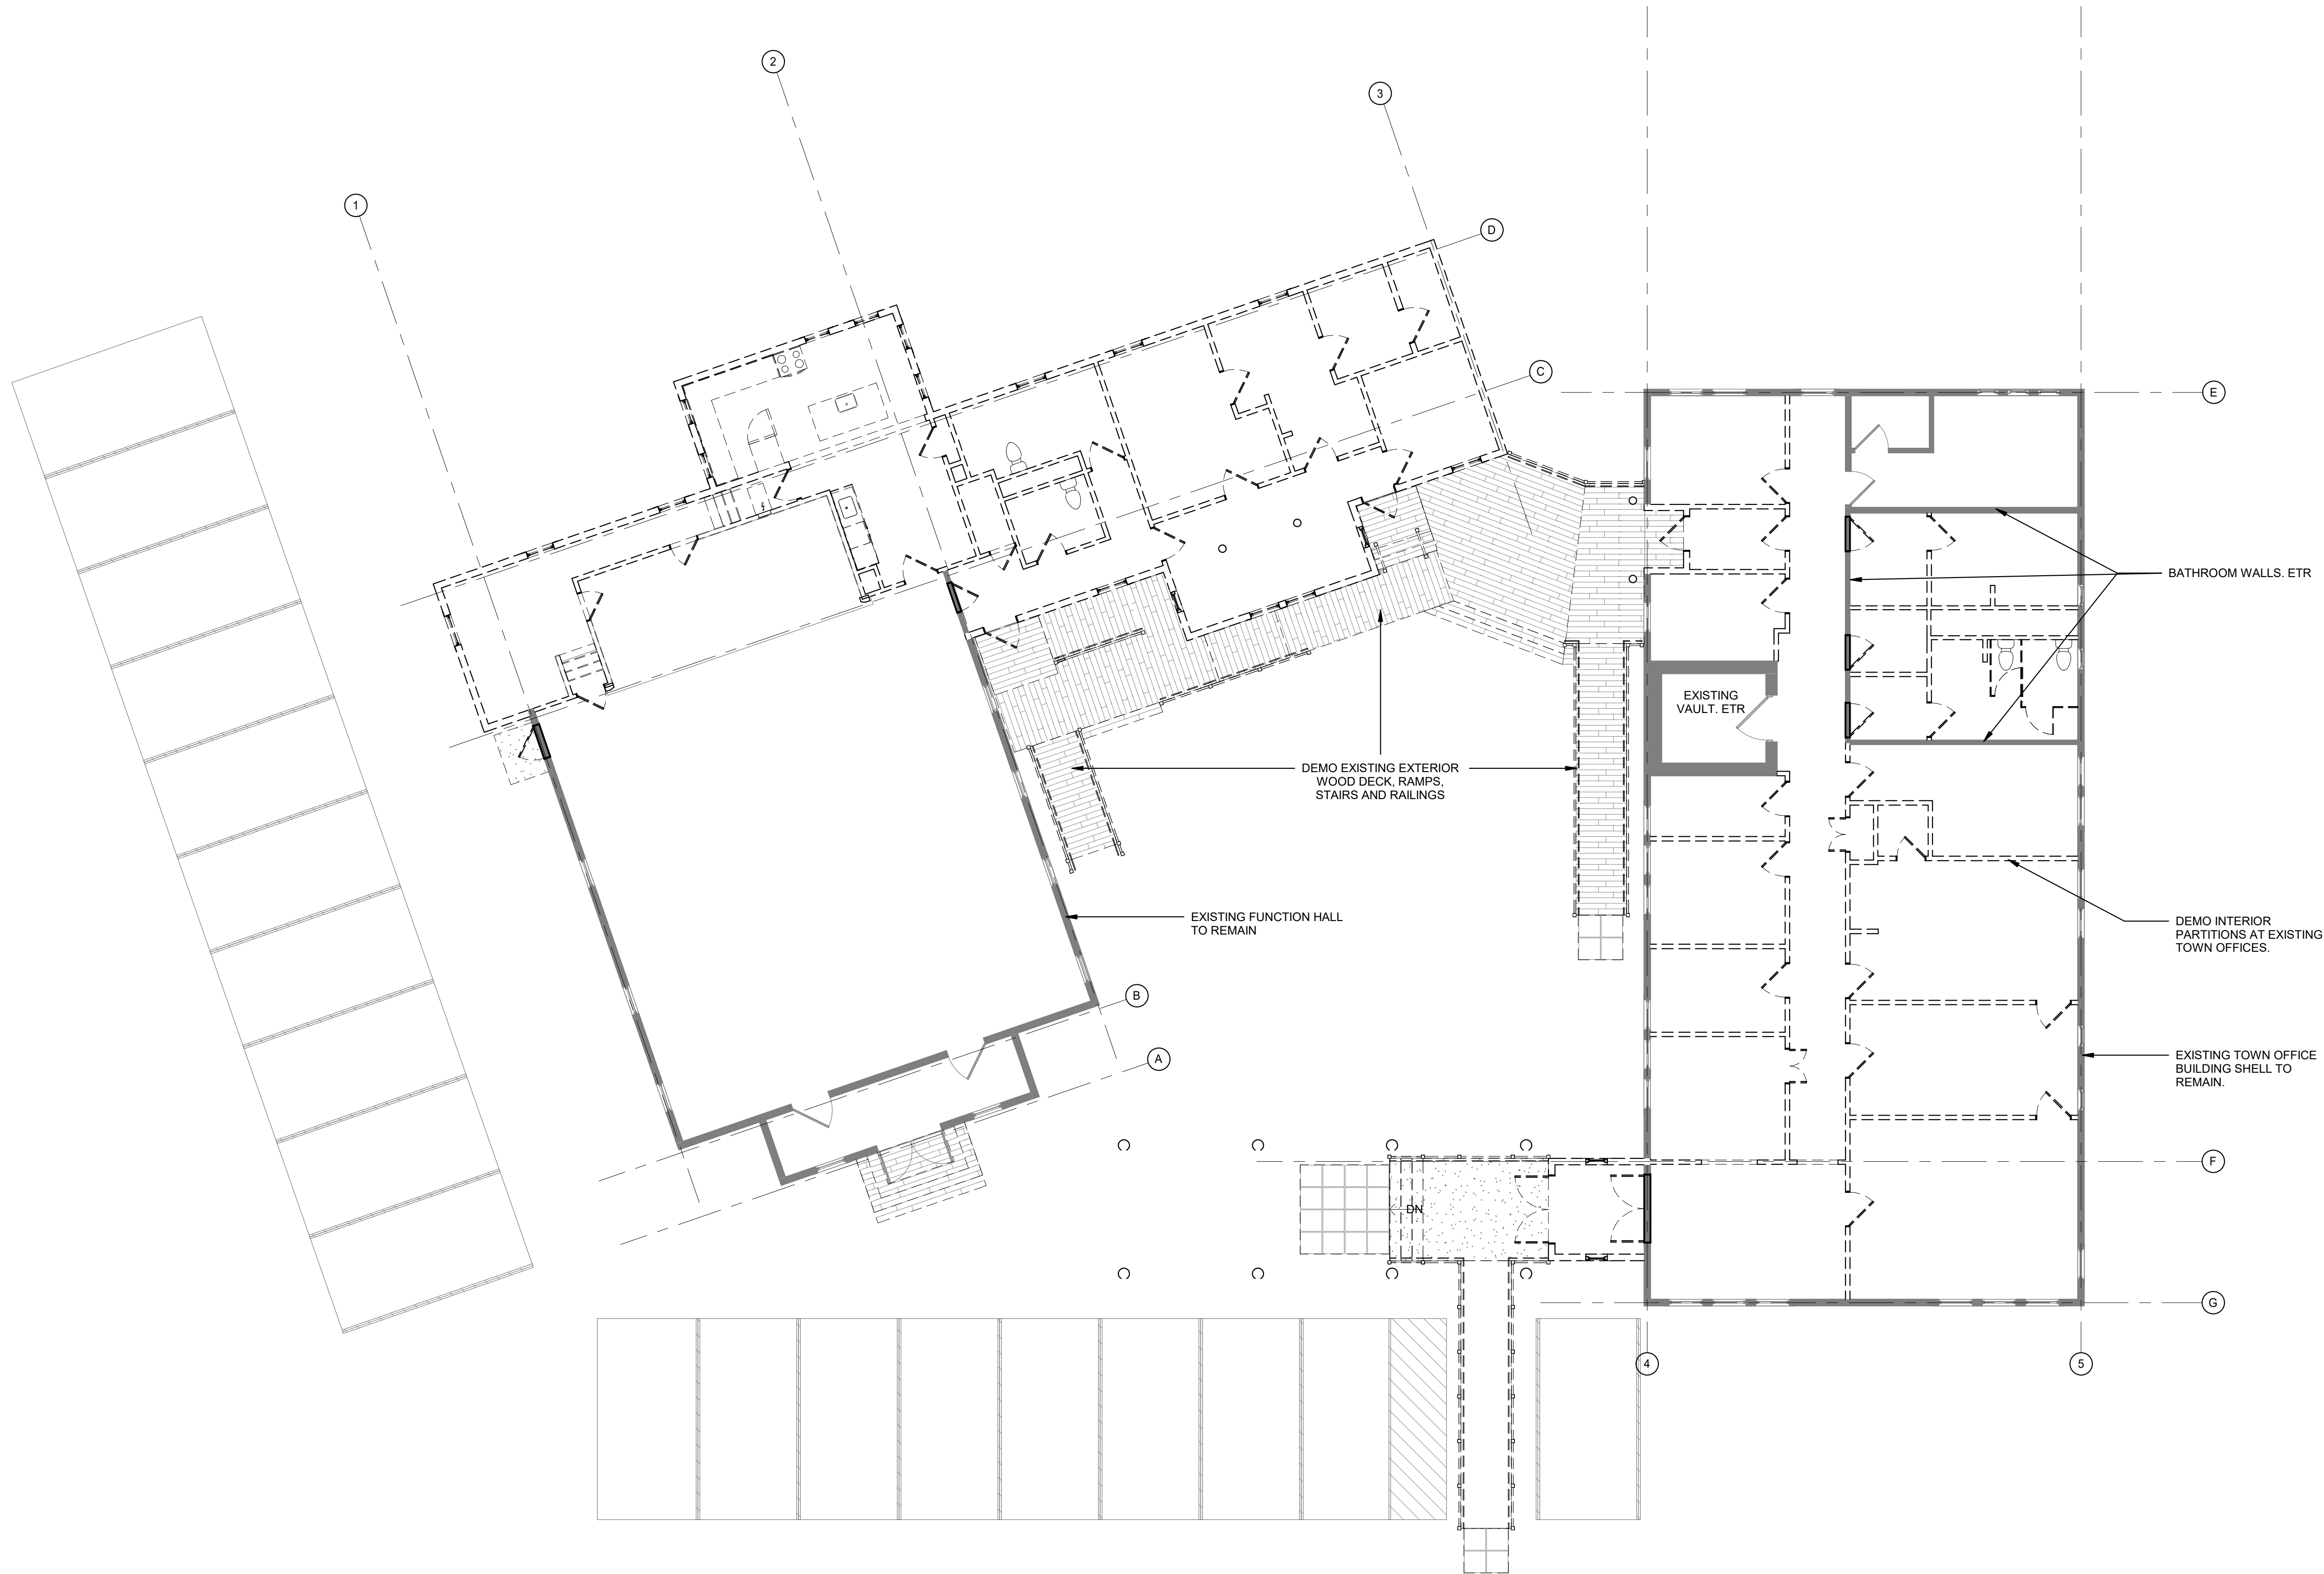 2
3
1
D
C
E
BATHROOM WALLS. ETR
EXISTING
VAULT. ETR
DEMO EXISTING EXTERIOR
WOOD DECK, RAMPS,
STAIRS AND RAILINGS
EXISTING FUNCTION HALL
TO REMAIN
DEMO INTERIOR
PARTITIONS AT EXISTING
TOWN OFFICES.
B
A
EXISTING TOWN OFFICE
BUILDING SHELL TO
REMAIN.
F
DN
G
4
5